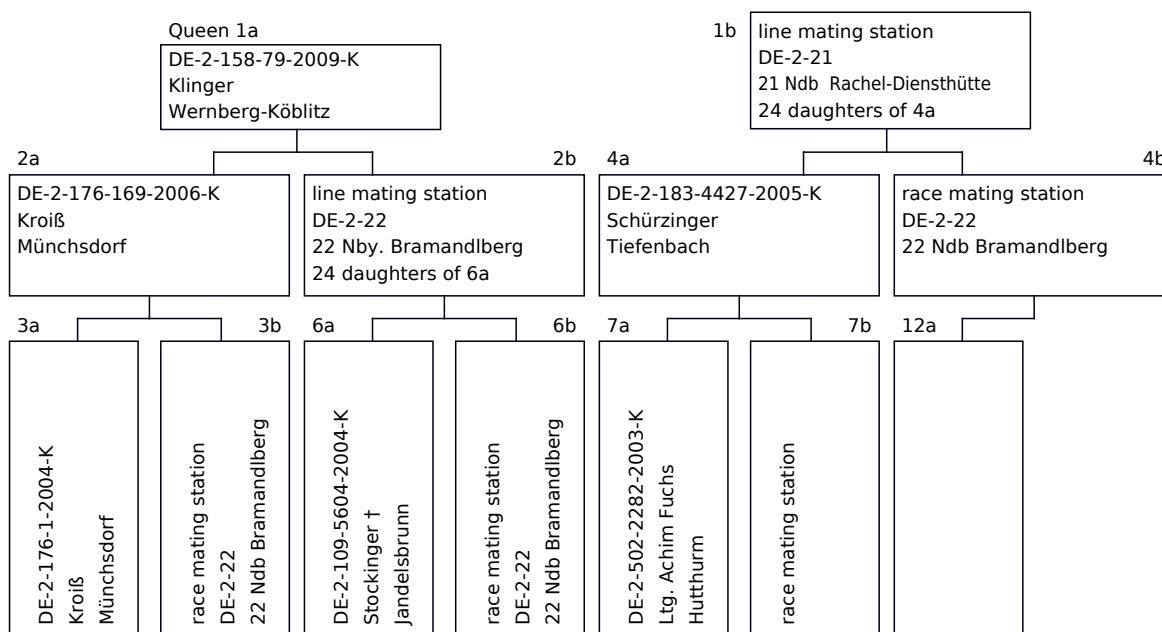 Queen 1a
DE-2-158-79-2009-K
Klinger
Wernberg-Köblitz
1b
line mating station
DE-2-21
21 Ndb Rachel-Diensthütte
24 daughters of 4a
2a
DE-2-176-169-2006-K
Kroiß
Münchsdorf
2b
line mating station
DE-2-22
22 Nby. Bramandlberg
24 daughters of 6a
4a
DE-2-183-4427-2005-K
Schürzinger
Tiefenbach
4b
race mating station
DE-2-22
22 Ndb Bramandlberg
3a
DE-2-176-1-2004-K
Kroiß
Münchsdorf
3b
race mating station
DE-2-22
22 Ndb Bramandlberg
6a
DE-2-109-5604-2004-K
Stockinger †
Jandelsbrunn
6b
race mating station
DE-2-22
22 Ndb Bramandlberg
7a
DE-2-502-2282-2003-K
Ltg. Achim Fuchs
Hutthurm
7b
race mating station
12a